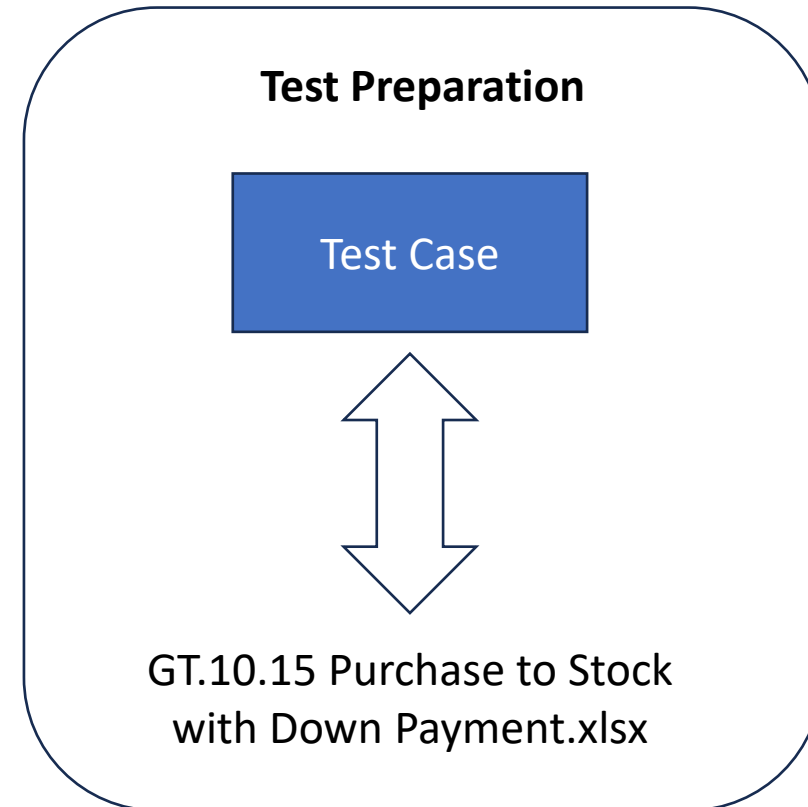 Test Preparation
Test Case
GT.10.15 Purchase to Stock
with Down Payment.xlsx